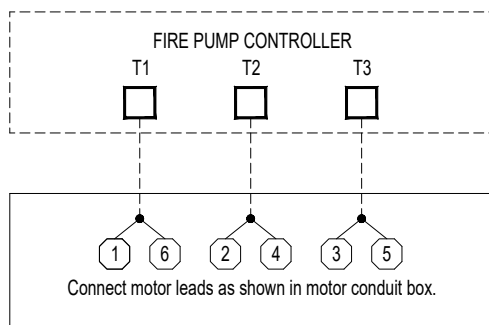 FIRE PUMP CONTROLLER
T1 T2 T3
1 6 2 4 3 5
Connect motor leads as shown in motor conduit box.